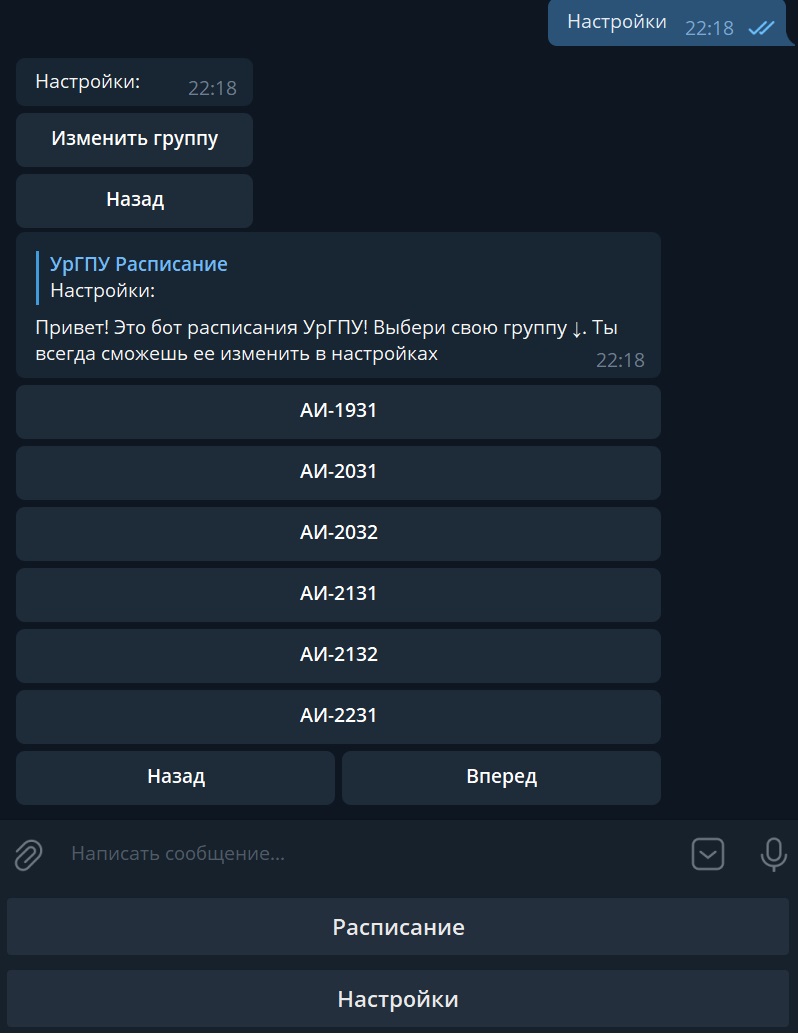 Настройки 22:18
Настройки: 22:18
Изменить группу
Назад
УрГПУ Расписание
Настройки:
Привет! Это бот расписания УрГПУ! Выбери свою группу ↓. Ты
всегда сможешь ее изменить в настройках 22:18
АИ-1931
АИ-2031
АИ-2032
АИ-2131
АИ-2132
АИ-2231
Назад Вперед
Написать сообщение...
Расписание
Настройки